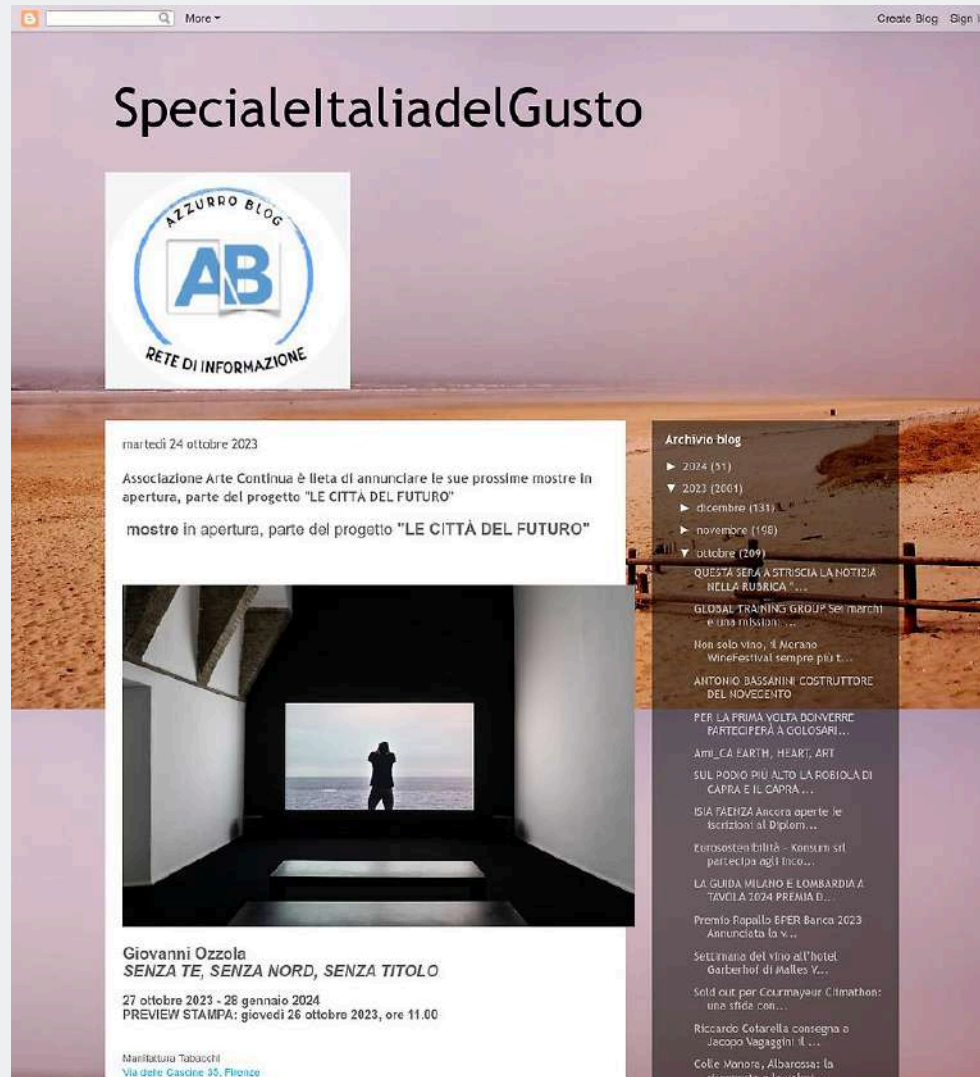 More
Create Blog Sign I
SpecialeItaliadelGusto
AZZURRO BLOG
AB
RETE DI INFORMAZIONE
martedì 24 ottobre 2023
Associazione Arte Continua è lieta di annunciare le sue prossime mostre in
apertura, parte del progetto "LE CITTÀ DEL FUTURO"
mostre in apertura, parte del progetto "LE CITTÀ DEL FUTURO"
Giovanni Ozzola
SENZA TE, SENZA NORD, SENZA TITOLO
27 ottobre 2023 - 28 gennaio 2024
PREVIEW STAMPA: giovedì 26 ottobre 2023, ore 11.00
Manifattura Tabacchi
Via delle Cascine 35, Firenze
Archivio blog
► 2024 (51)
▼ 2023 (2001)
► dicembre (131)
► novembre (198)
▼ ottobre (209)
QUESTA SERA A STRISCIA LA NOTIZIA
NELLA RUBRICA "...
GLOBAL TRAINING GROUP Sei marchi
e una mission: ...
Non solo vino, il Merano
WineFestival sempre più t...
ANTONIO BASSANINI COSTRUTTORE
DEL NOVECENTO
PER LA PRIMA VOLTA BONVERRE
PARTECIPERÀ A GOLOSARI...
Ami_CA EARTH, HEART, ART
SUL PODIO PIÙ ALTO LA ROBIOLA DI
CAPRA E IL CAPRA ...
ISIA FAENZA Ancora aperte le
iscrizioni al Diplom...
Eurosostenibilità - Konsum srl
partecipa agli inco...
LA GUIDA MILANO E LOMBARDIA A
TAVOLA 2024 PREMIA D...
Premio Rapallo BPER Banca 2023
Annunciata la v...
Settimana del vino all'hotel
Garberhof di Malles V...
Sold out per Courmayeur Climathon:
una sfida con...
Riccardo Cotarella consegna a
Jacopo Vagaggini il ...
Colle Manora, Albarossa: la